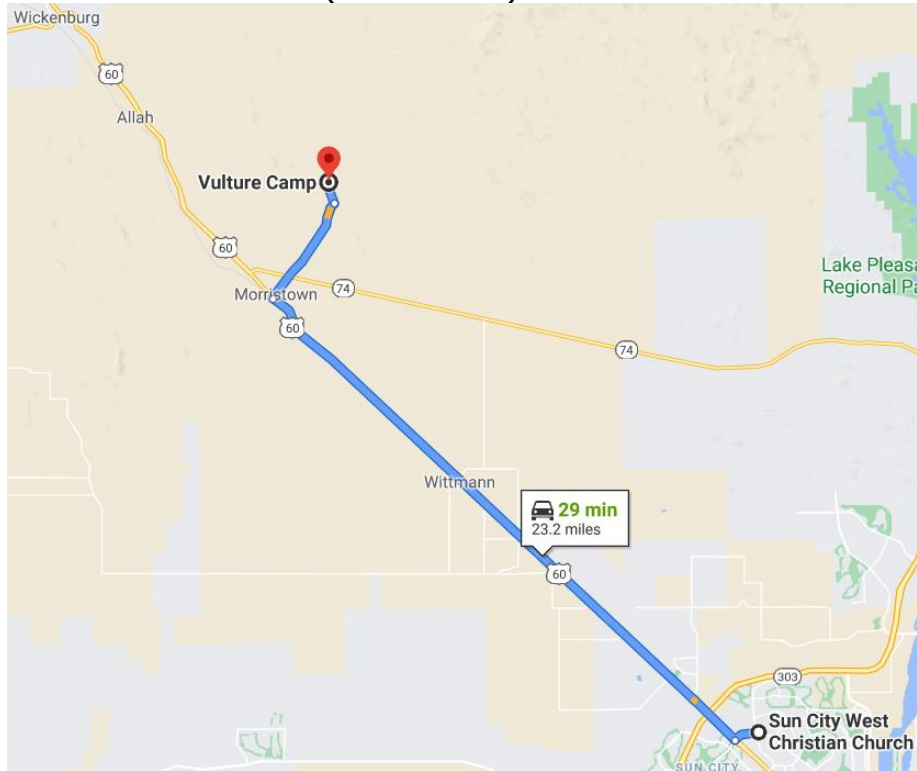 Wickenburg
60
Allah
Vulture Camp
60
Lake Pleasa
Regional Pa
74
Morristown
60
74
Wittmann
29 min
23.2 miles
60
303
Sun City West
Christian Church
SUN CITY